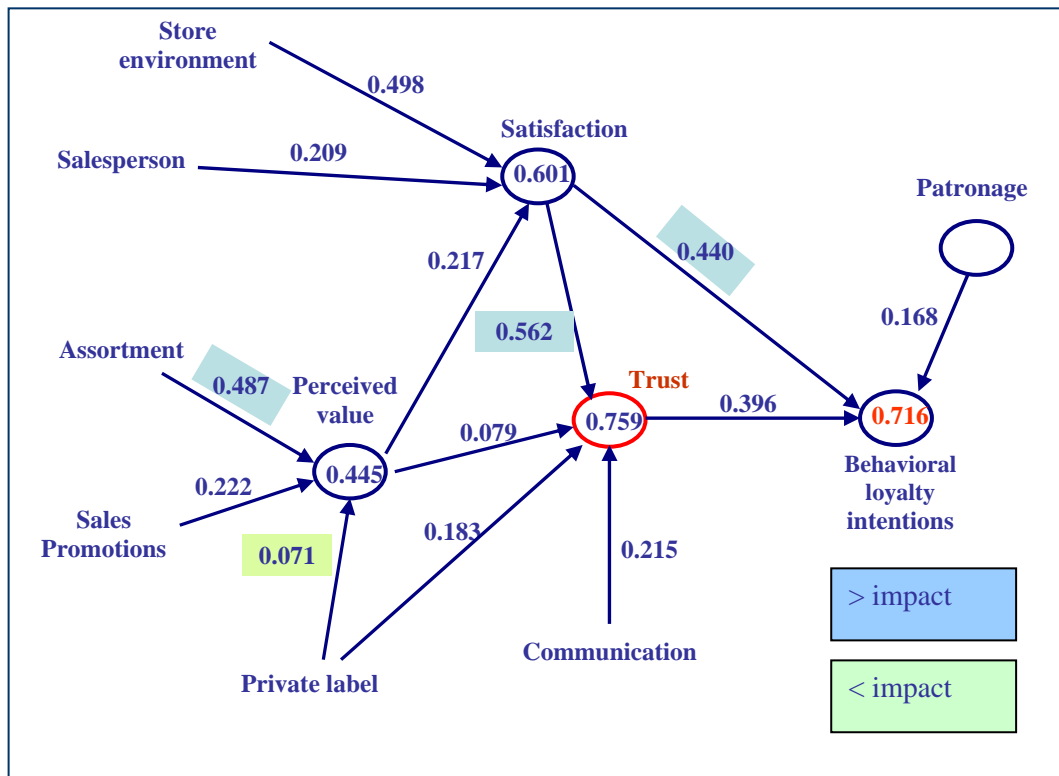 Store
environment
0.498
Satisfaction
Salesperson
0.209
0.601
Patronage
0.217
0.440
0.168
Assortment
0.487
0.562
Perceived
value
Trust
0.079
0.759
0.396
0.716
0.445
0.222
Behavioral
loyalty
intentions
Sales
Promotions
0.071
0.183
0.215
> impact
Communication
Private label
< impact